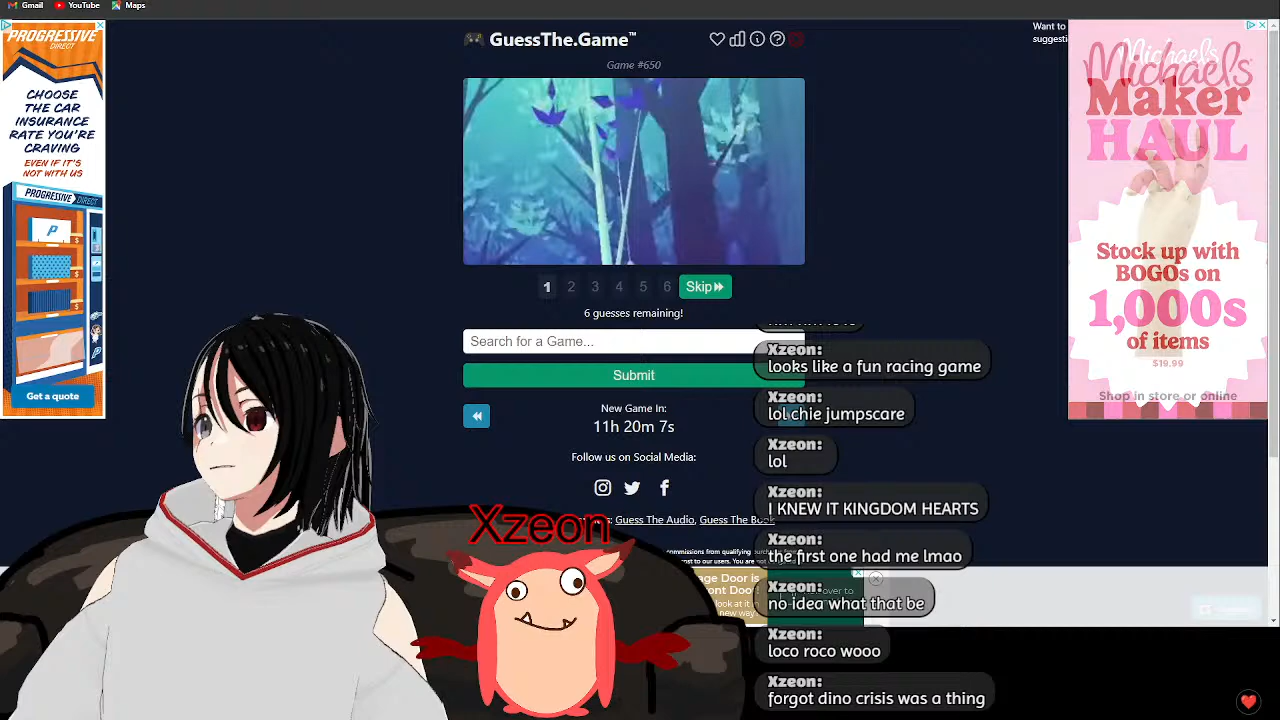 Gmail
YouTube
Maps
PROGRESSIVE
DIRECT
CHOOSE
THE CAR
INSURANCE
RATE YOU'RE
CRAVING
EVEN IF IT'S
NOT WITH US
PROGRESSIVE DIRECT
P
Get a quote
GuessThe.Game™
Game #650
1 2 3 4 5 6 Skip
6 guesses remaining!
Search for a Game...
Submit
New Game In:
11h 20m 7s
Follow us on Social Media:
Guess The Audio, Guess The Book
Want to
suggesti
Michaels
Michaels
Maker
HAUL
Stock up with
BOGOs on
1,000s
of items
$19.99
Shop in store or online
Xzeon:
looks like a fun racing game
Xzeon:
lol chie jumpscare
Xzeon:
lol
Xzeon:
I KNEW IT KINGDOM HEARTS
Xzeon:
the first one had me lmao
Xzeon:
no idea what that be
Xzeon:
loco roco wooo
Xzeon:
forgot dino crisis was a thing
Xzeon